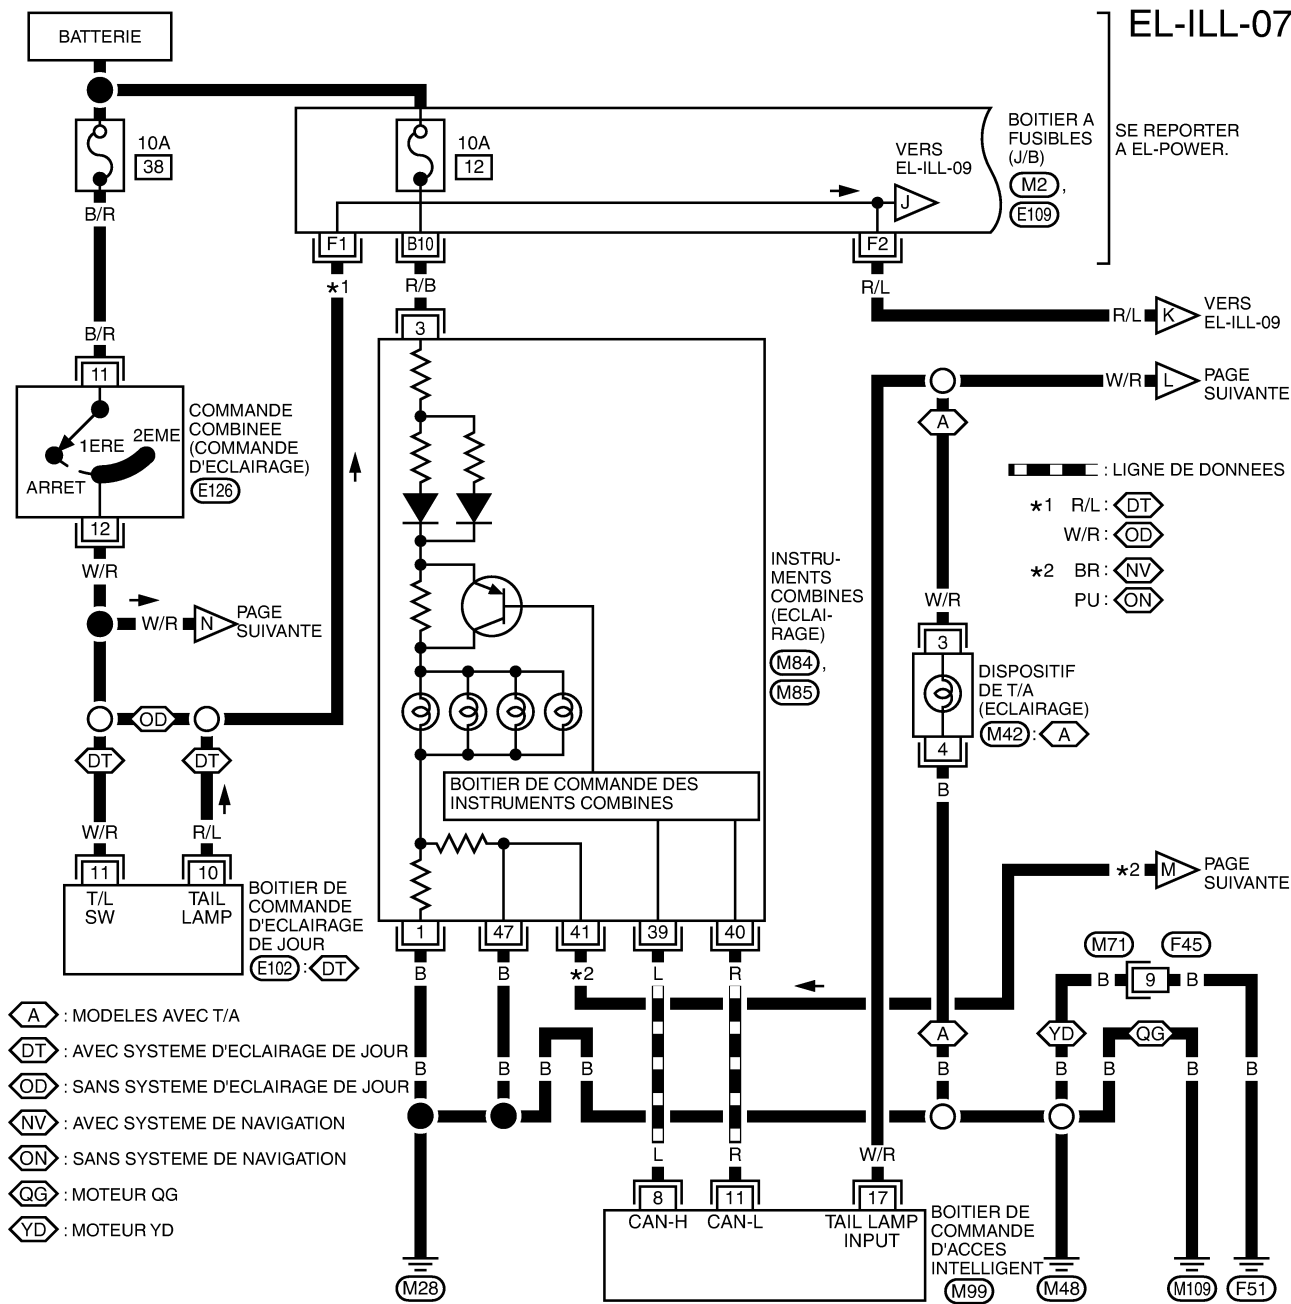 EL-ILL-07
BATTERIE
10A
38
10A
12
VERS
EL-ILL-09
J
BOITIER A
FUSIBLES
(J/B)
M2,
E109
SE REPORTER
A EL-POWER.
B/R
F1
B10
F2
*1
R/B
R/L
R/L
K
VERS
EL-ILL-09
B/R
3
11
W/R
L
PAGE
SUIVANTE
A
COMMANDE
COMBINEE
(COMMANDE
D'ECLAIRAGE)
E126
1ERE
2EME
ARRET
12
: LIGNE DE DONNEES
*1 R/L: DT
W/R: OD
*2 BR: NV
PU: ON
W/R
W/R
N
PAGE
SUIVANTE
INSTRU-
MENTS
COMBINES
(ECLAI-
RAGE)
M84,
M85
W/R
3
DISPOSITIF
DE T/A
(ECLAIRAGE)
M42: A
4
B
OD
DT
DT
BOITIER DE COMMANDE DES
INSTRUMENTS COMBINES
W/R
R/L
11
10
T/L
SW
TAIL
LAMP
BOITIER DE
COMMANDE
D'ECLAIRAGE
DE JOUR
E102: DT
*2
M
PAGE
SUIVANTE
1
47
41
39
40
B
B
*2
L
R
M71
F45
B
9
B
A
: MODELES AVEC T/A
DT
: AVEC SYSTEME D'ECLAIRAGE DE JOUR
OD
: SANS SYSTEME D'ECLAIRAGE DE JOUR
NV
: AVEC SYSTEME DE NAVIGATION
ON
: SANS SYSTEME DE NAVIGATION
QG
: MOTEUR QG
YD
: MOTEUR YD
A
YD
QG
B
B
B
B
B
B
B
B
L
R
W/R
8
11
17
CAN-H
CAN-L
TAIL LAMP
INPUT
BOITIER DE
COMMANDE
D'ACCES
INTELLIGENT
M99
M28
M48
M109
F51